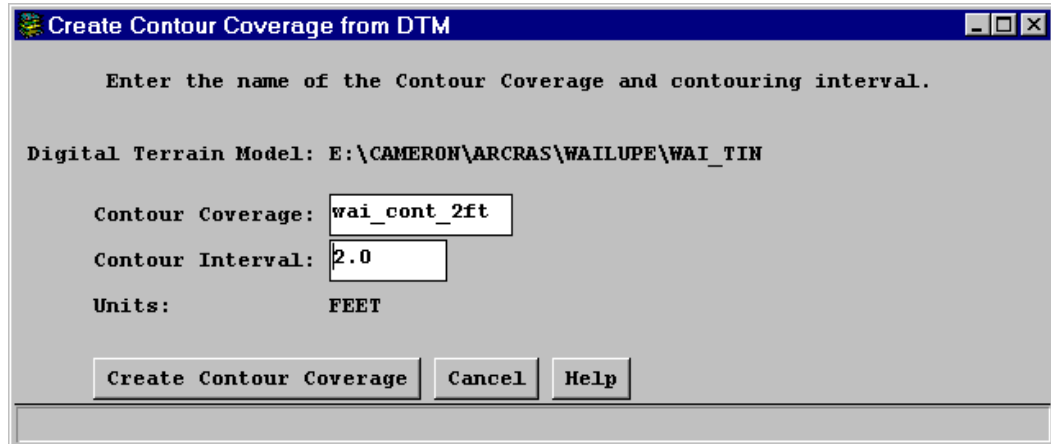 Create Contour Coverage from DTM
Enter the name of the Contour Coverage and contouring interval.
Digital Terrain Model: E:\CAMERON\ARCRAS\WAILUPE\WAI_TIN
Contour Coverage: wai_cont_2ft
Contour Interval: 2.0
Units: FEET
Create Contour Coverage Cancel Help